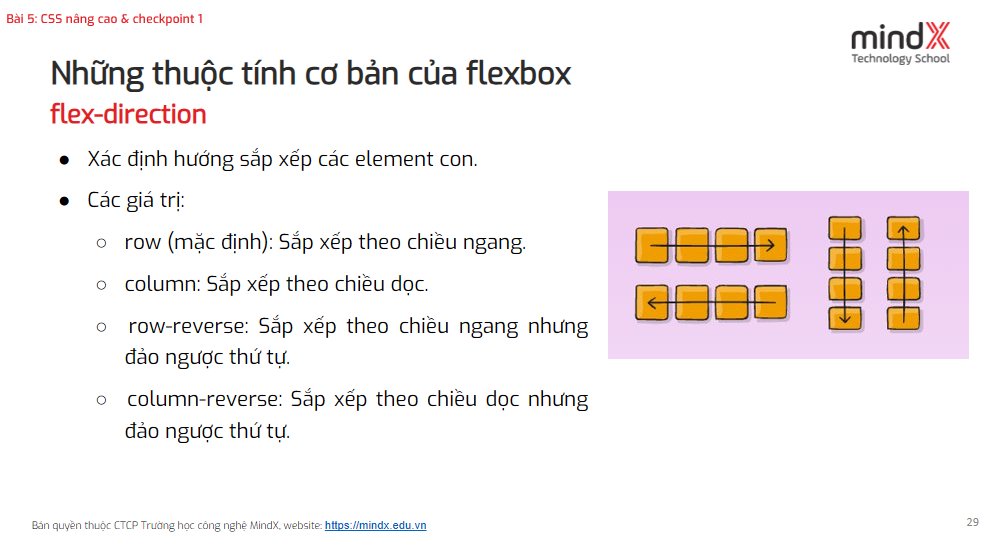 Bài 5: CSS nâng cao & checkpoint 1
mindX
Technology School
Những thuộc tính cơ bản của flexbox
flex-direction
● Xác định hướng sắp xếp các element con.
● Các giá trị:
○ row (mặc định): Sắp xếp theo chiều ngang.
○ column: Sắp xếp theo chiều dọc.
○ row-reverse: Sắp xếp theo chiều ngang nhưng
đảo ngược thứ tự.
○ column-reverse: Sắp xếp theo chiều dọc nhưng
đảo ngược thứ tự.
Bản quyền thuộc CTCP Trường học công nghệ MindX, website: https://mindx.edu.vn
29